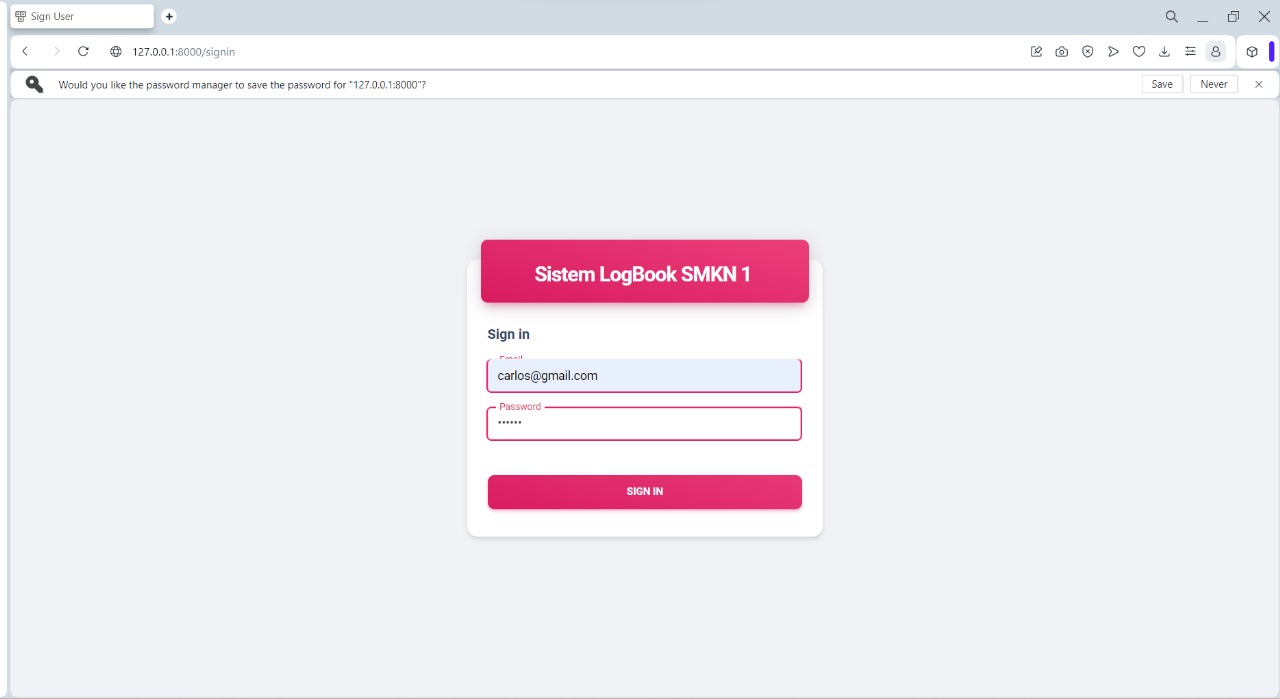 Sign User
127.0.0.1:8000/signin
Would you like the password manager to save the password for "127.0.0.1:8000"?
Save
Never
Sistem LogBook SMKN 1
Sign in
Email
carlos@gmail.com
Password
••••••
SIGN IN